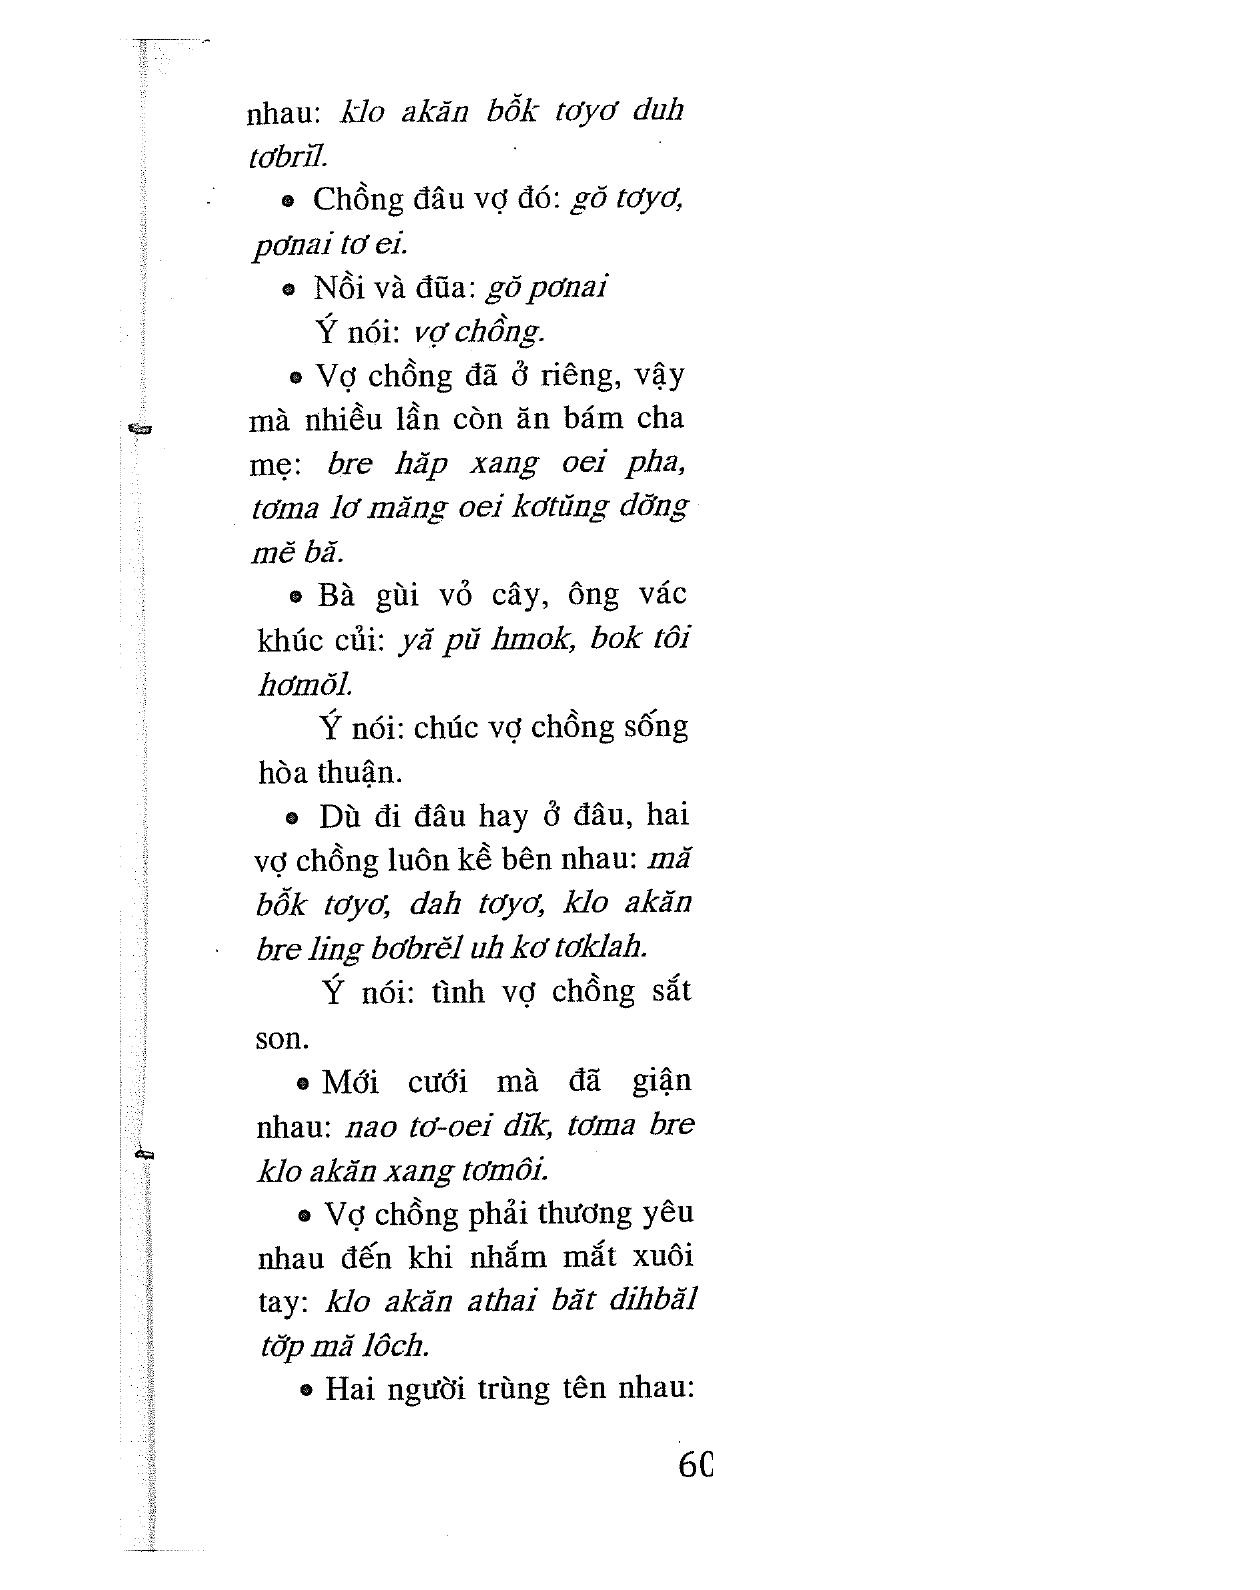 nhau: klo akăn bơ̆k tơyơ duh
tơbrĭl.
• Chồng đâu vợ đó: gŏ tơyơ,
pơnai tơ ei.
• Nồi và đũa: gŏ pơnai
Ý nói: vợ chồng.
• Vợ chồng đã ở riêng, vậy
mà nhiều lần còn ăn bám cha
mẹ: bre hăp xang oei pha,
tơma lơ măng oei kơtŭng dơ̆ng
mĕ bă.
• Bà gùi vỏ cây, ông vác
khúc củi: yă pŭ hmok, bok tôi
hơmŏl.
Ý nói: chúc vợ chồng sống
hòa thuận.
• Dù đi đâu hay ở đâu, hai
vợ chồng luôn kề bên nhau: mă
bô̆k tơyơ, dah tơyơ, klo akăn
bre ling bơbrĕl uh kơ tơklah.
Ý nói: tình vợ chồng sắt
son.
• Mới cưới mà đã giận
nhau: nao tơ-oei dĭk, tơma bre
klo akăn xang tơmôi.
• Vợ chồng phải thương yêu
nhau đến khi nhắm mắt xuôi
tay: klo akăn athai băt dihbăl
tơ̆p mă lôch.
• Hai người trùng tên nhau:
60